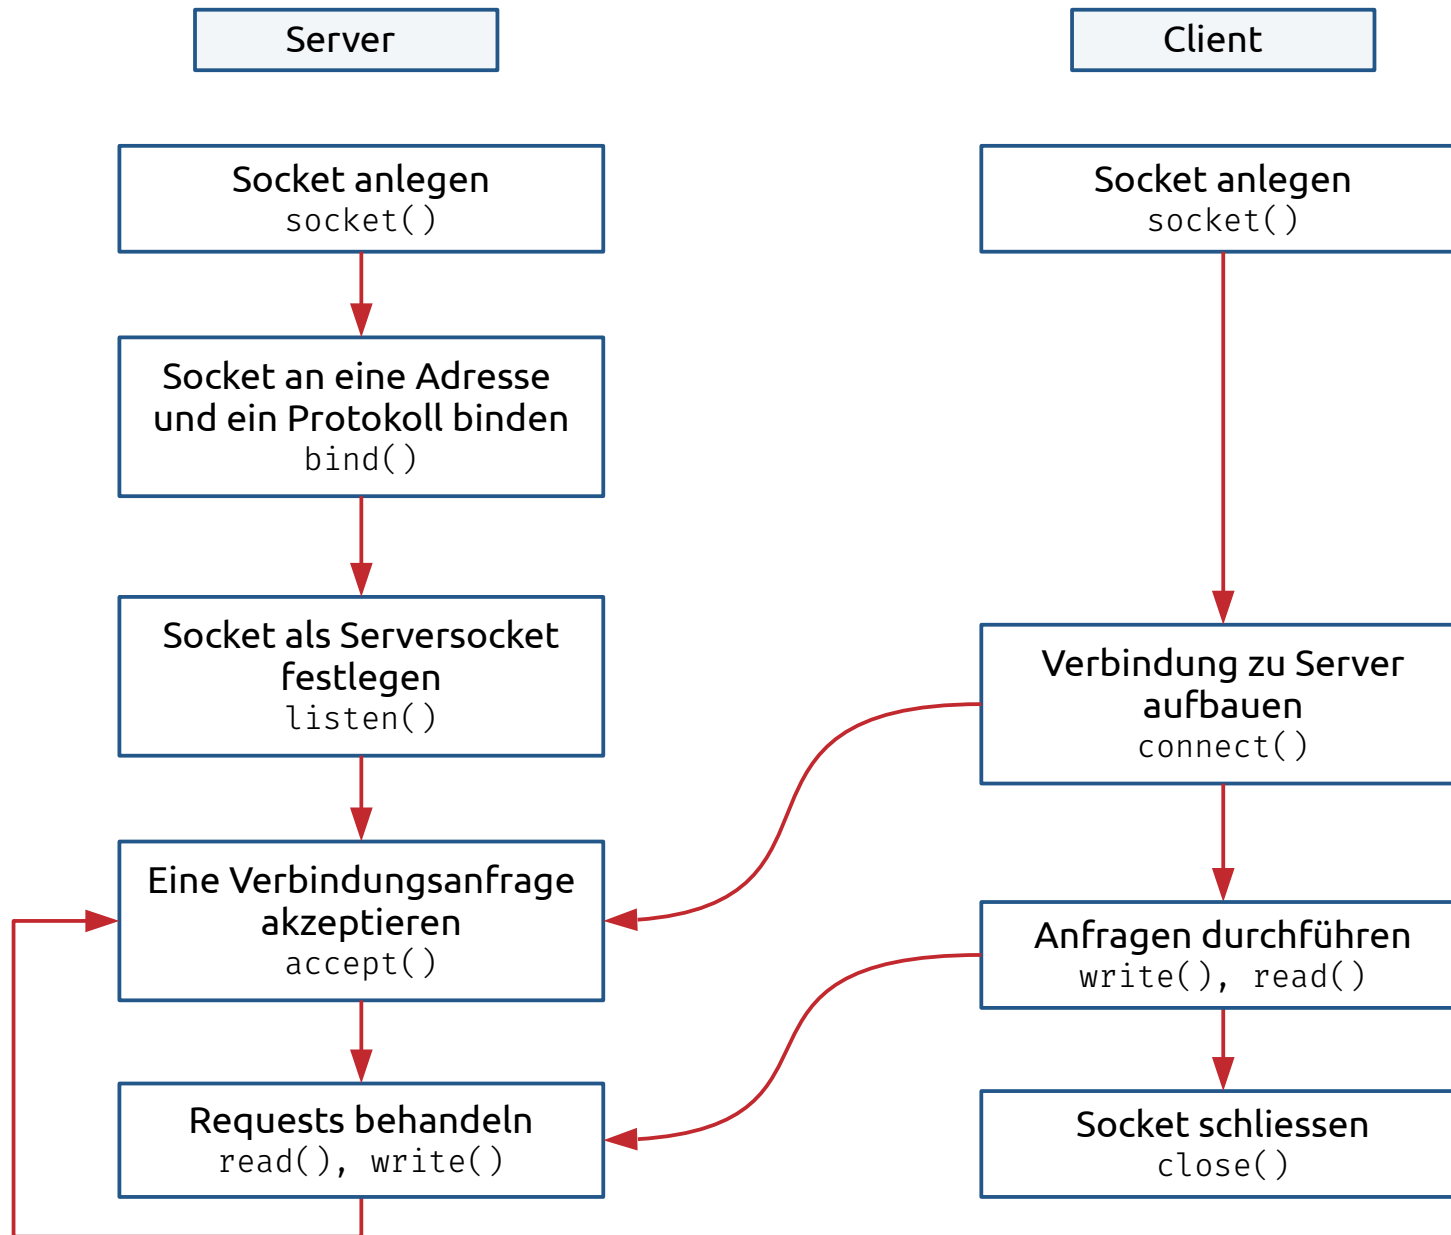 Server
Client
Socket anlegen
socket()
Socket an eine Adresse
und ein Protokoll binden
bind()
Socket als Serversocket
festlegen
listen()
Eine Verbindungsanfrage
akzeptieren
accept()
Requests behandeln
read(), write()
Socket anlegen
socket()
Verbindung zu Server
aufbauen
connect()
Anfragen durchführen
write(), read()
Socket schliessen
close()